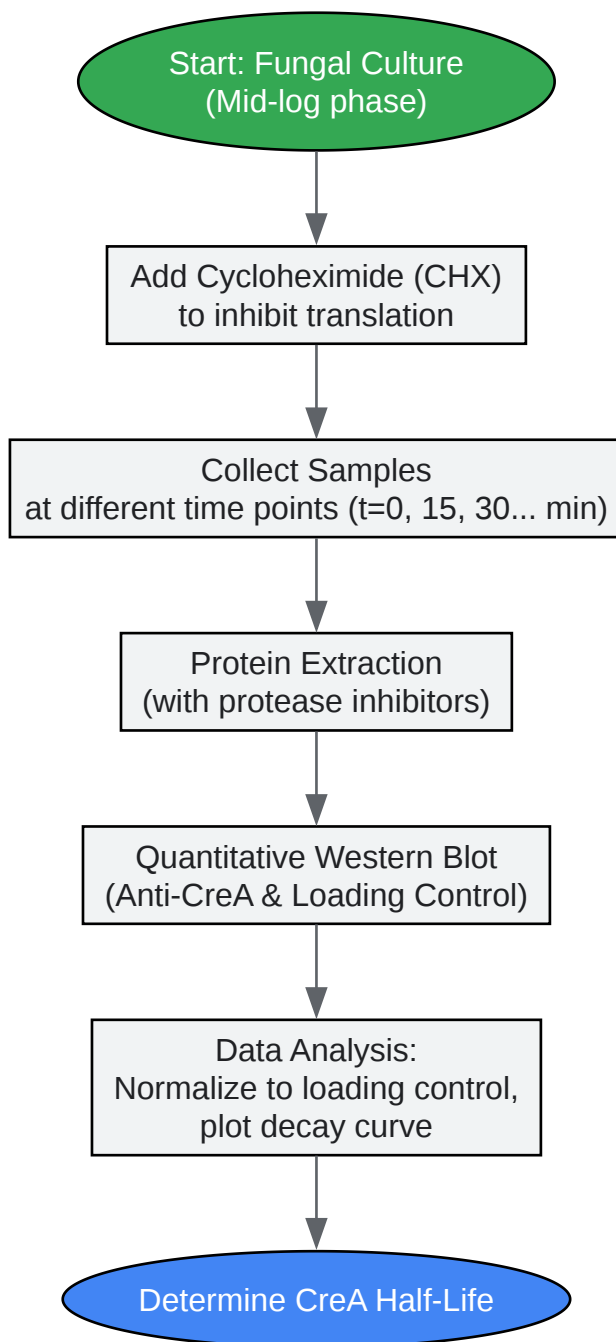 Start: Fungal Culture
(Mid-log phase)
Add Cycloheximide (CHX)
to inhibit translation
Collect Samples
at different time points (t=0, 15, 30... min)
Protein Extraction
(with protease inhibitors)
Quantitative Western Blot
(Anti-CreA & Loading Control)
Data Analysis:
Normalize to loading control,
plot decay curve
Determine CreA Half-Life